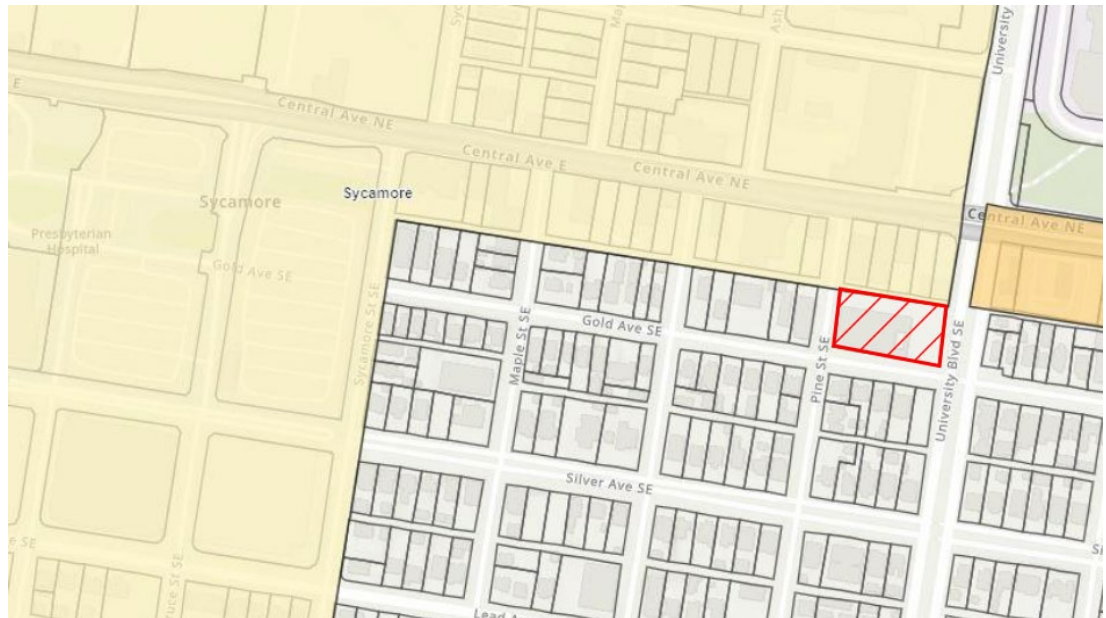 University
Central Ave NE
Central Ave E
Central Ave NE
Central Ave NE
Sycamore
Sycamore
Presbyterian
Hospital
Gold Ave SE
Gold Ave SE
Sycamore St SE
Maple St SE
Pine St SE
University Blvd SE
Silver Ave SE
SE